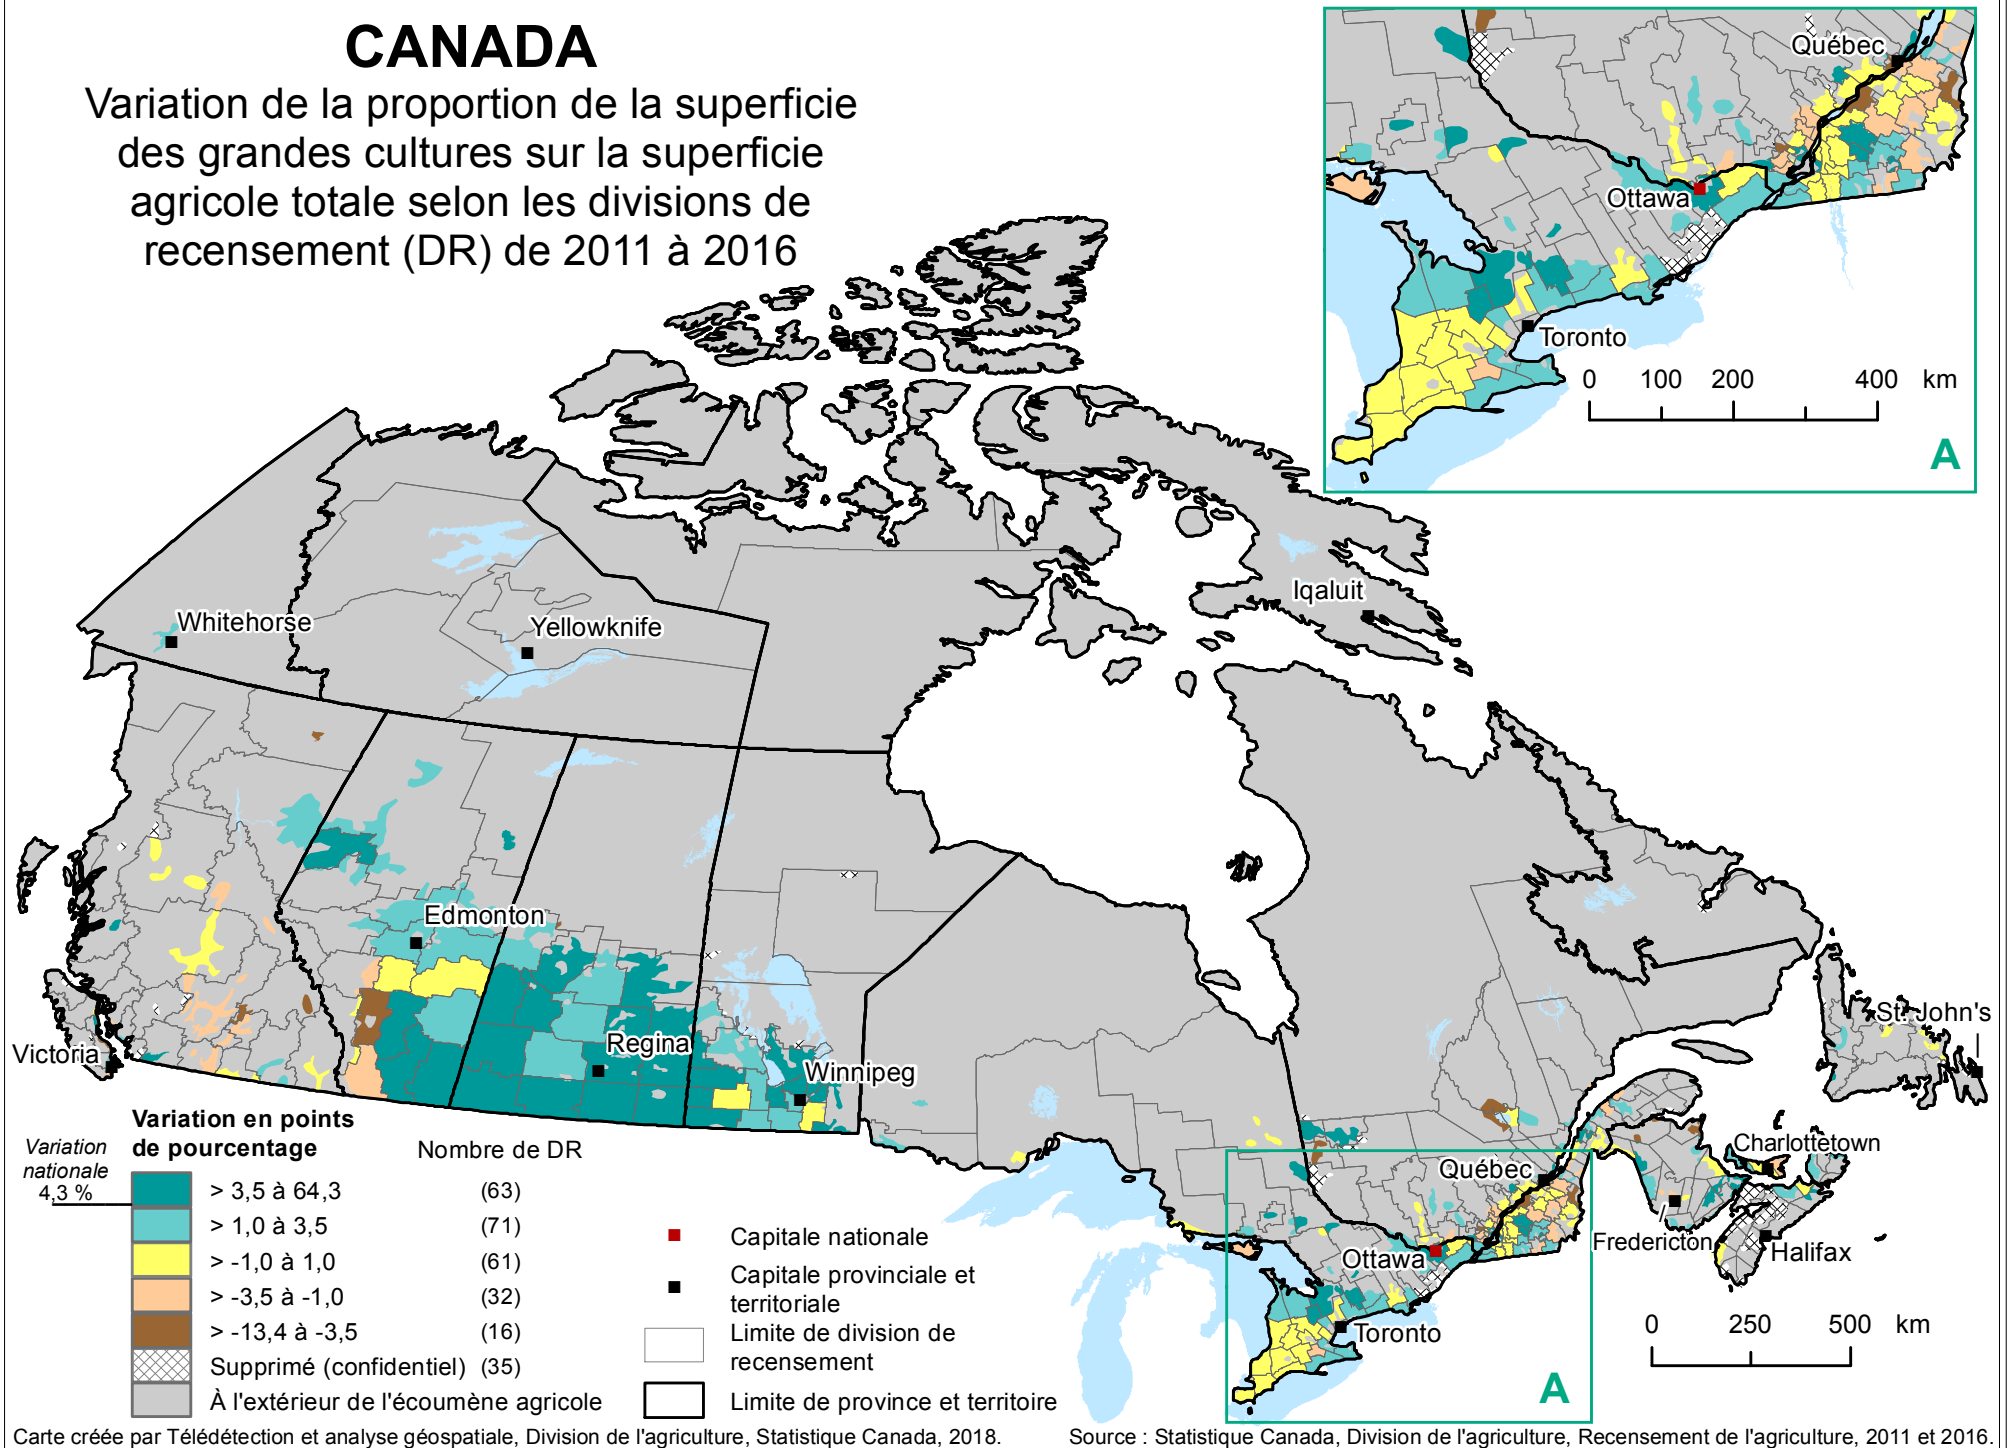 CANADA
Variation de la proportion de la superficie
des grandes cultures sur la superficie
agricole totale selon les divisions de
recensement (DR) de 2011 à 2016
Québec
Ottawa
Toronto
0 100 200 400 km
A
Whitehorse
Yellowknife
Iqaluit
Edmonton
Regina
Winnipeg
Victoria
St. John's
Charlottetown
Québec
Fredericton
Halifax
Ottawa
Toronto
A
0 250 500 km
Variation
nationale
4,3 %
Variation en points
de pourcentage
Nombre de DR
> 3,5 à 64,3 (63)
> 1,0 à 3,5 (71)
> -1,0 à 1,0 (61)
> -3,5 à -1,0 (32)
> -13,4 à -3,5 (16)
Supprimé (confidentiel) (35)
À l'extérieur de l'écoumène agricole
Capitale nationale
Capitale provinciale et
territoriale
Limite de division de
recensement
Limite de province et territoire
Carte créée par Télédétection et analyse géospatiale, Division de l'agriculture, Statistique Canada, 2018.
Source : Statistique Canada, Division de l'agriculture, Recensement de l'agriculture, 2011 et 2016.